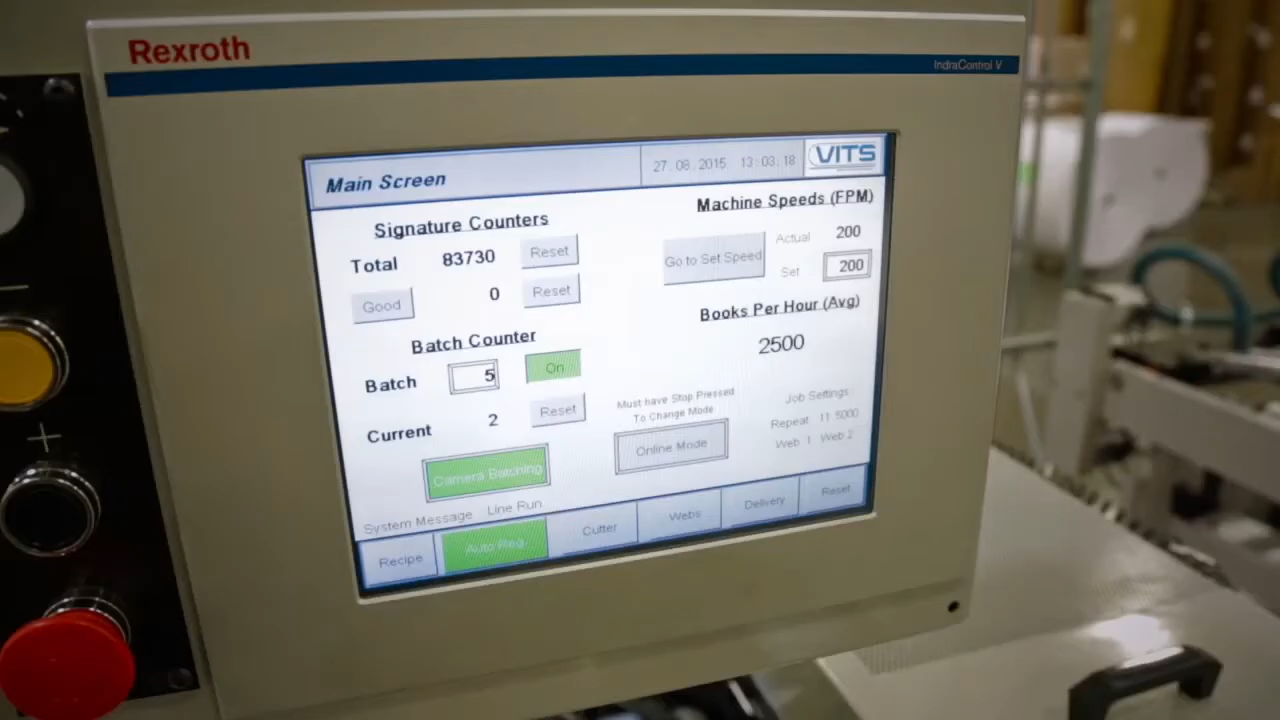 Rexroth
IndraControl V
Main Screen
27.08.2015 13:03:18
VITS
Signature Counters
Total 83730 Reset
Good 0 Reset
Batch Counter
Batch 5 On
Current 2 Reset
Camera Batching
System Message Line Run
Machine Speeds (FPM)
Go to Set Speed
Actual 200
Set 200
Books Per Hour (Avg)
2500
Must have Stop Pressed
To Change Mode
Online Mode
Job Settings
Repeat 11.5000
Web 1 Web 2
Recipe Auto Reg. Cutter Webs Delivery Reset